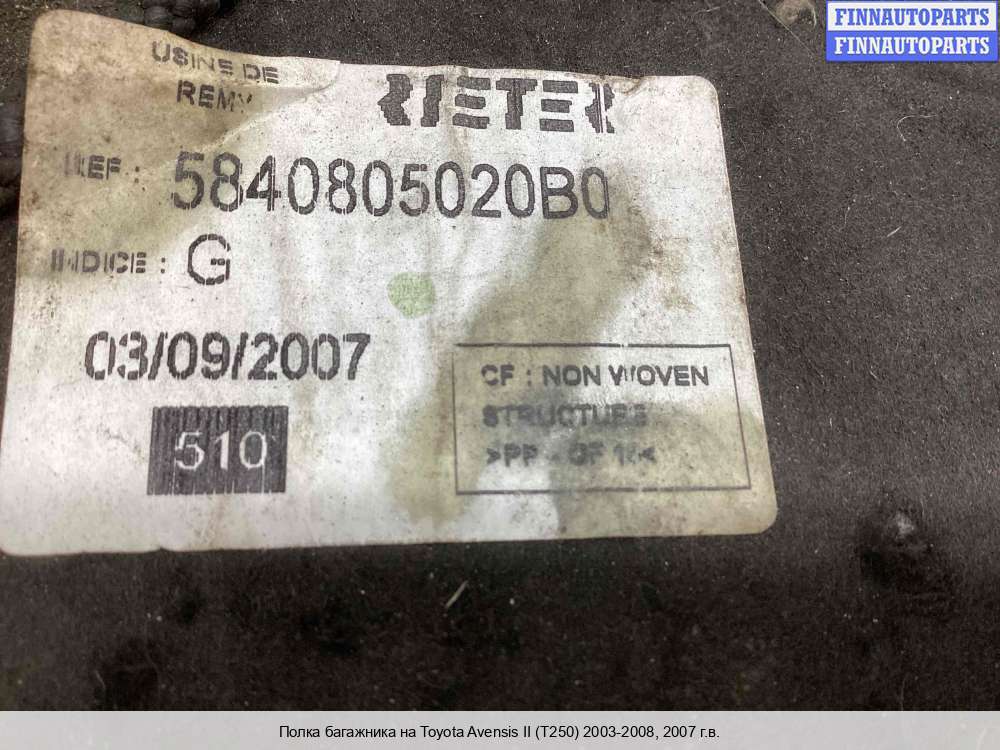 FINNAUTOPARTS
FINNAUTOPARTS
USINE DE
REMY
RIETER
REF : 5840805020B0
INDICE : G
03/09/2007
510
CF : NON WOVEN
STRUCTURE
>PP
Полка багажника на Toyota Avensis II (T250) 2003-2008, 2007 г.в.